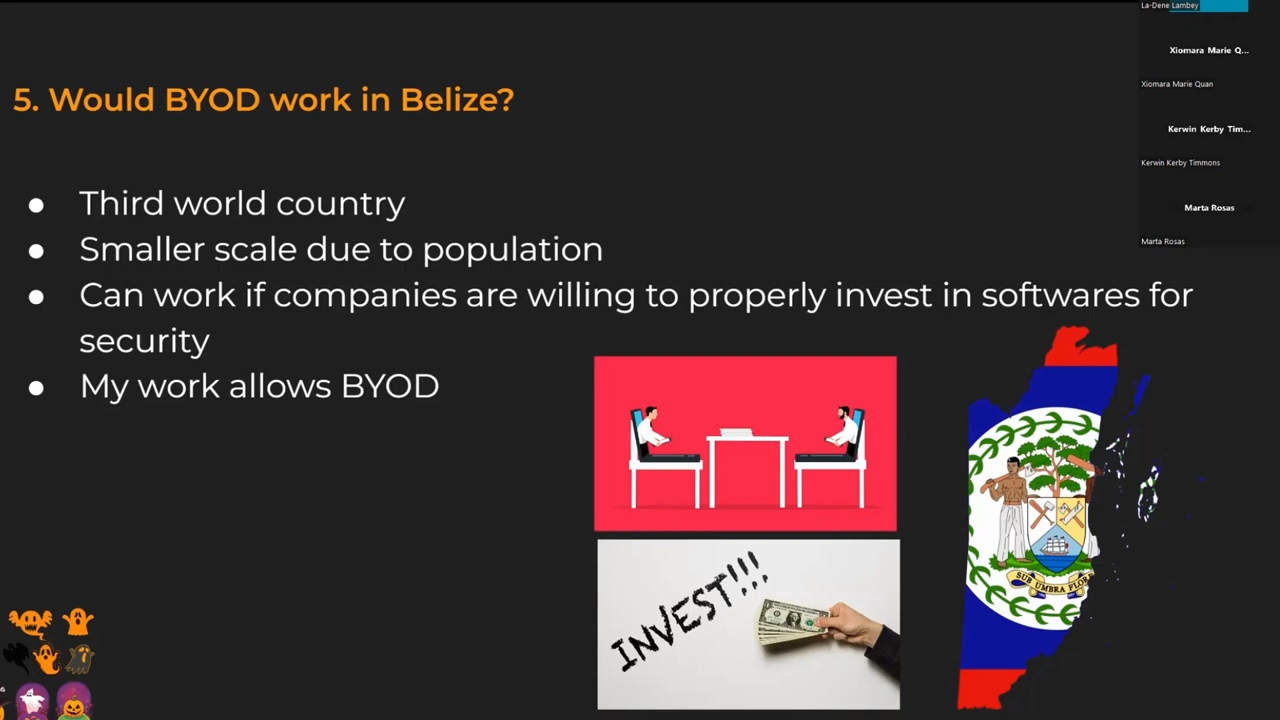 La-Dene Lambey
Xiomara Marie Q...
Xiomara Marie Quan
Kerwin Kerby Tim...
Kerwin Kerby Timmons
Marta Rosas
Marta Rosas
5. Would BYOD work in Belize?
● Third world country
● Smaller scale due to population
● Can work if companies are willing to properly invest in softwares for
security
● My work allows BYOD
INVEST!!!
SUB UMBRA FLOR